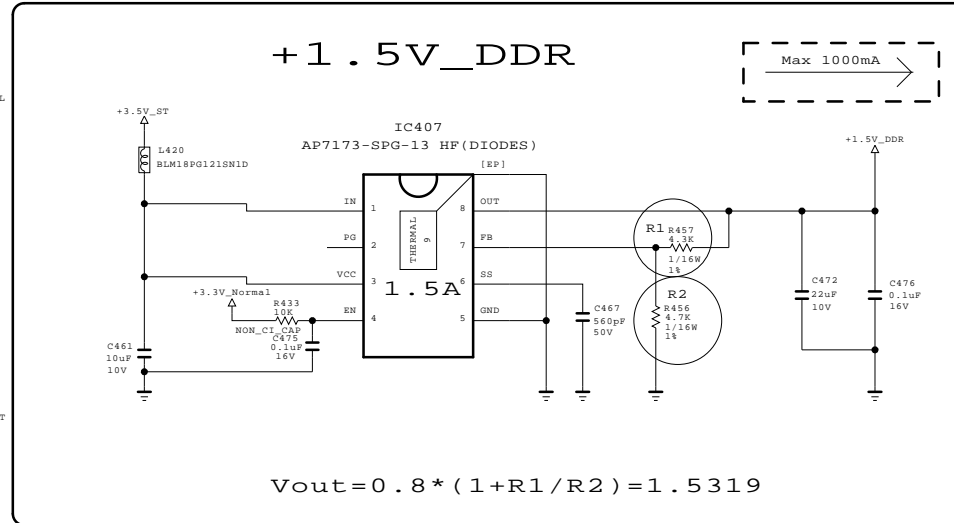 +1.5V_DDR
Max 1000mA
L
+3.5V_ST
L420
BLM18PG121SN1D
IC407
AP7173-SPG-13 HF(DIODES)
[EP]
+1.5V_DDR
IN
1
8
OUT
THERMAL
9
PG
2
7
FB
R1
R457
4.3K
1/16W
1%
VCC
3
6
SS
1.5A
+3.3V_Normal
R433
10K
NON_CI_CAP
EN
4
5
GND
C475
0.1uF
16V
C461
10uF
10V
C467
560pF
50V
R2
R456
4.7K
1/16W
1%
C472
22uF
10V
C476
0.1uF
16V
T
Vout=0.8*(1+R1/R2)=1.5319